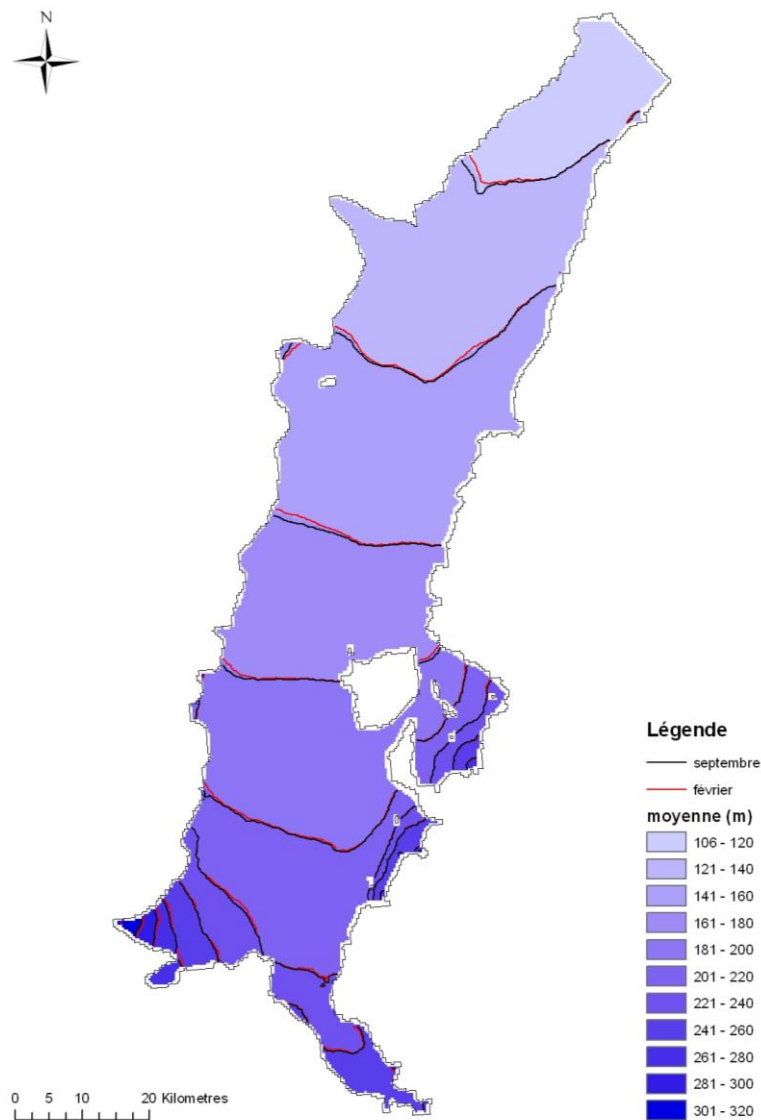 N
Légende
septembre
février
moyenne (m)
106 - 120
121 - 140
141 - 160
161 - 180
181 - 200
201 - 220
221 - 240
241 - 260
261 - 280
281 - 300
301 - 320
0 5 10 20 Kilometres